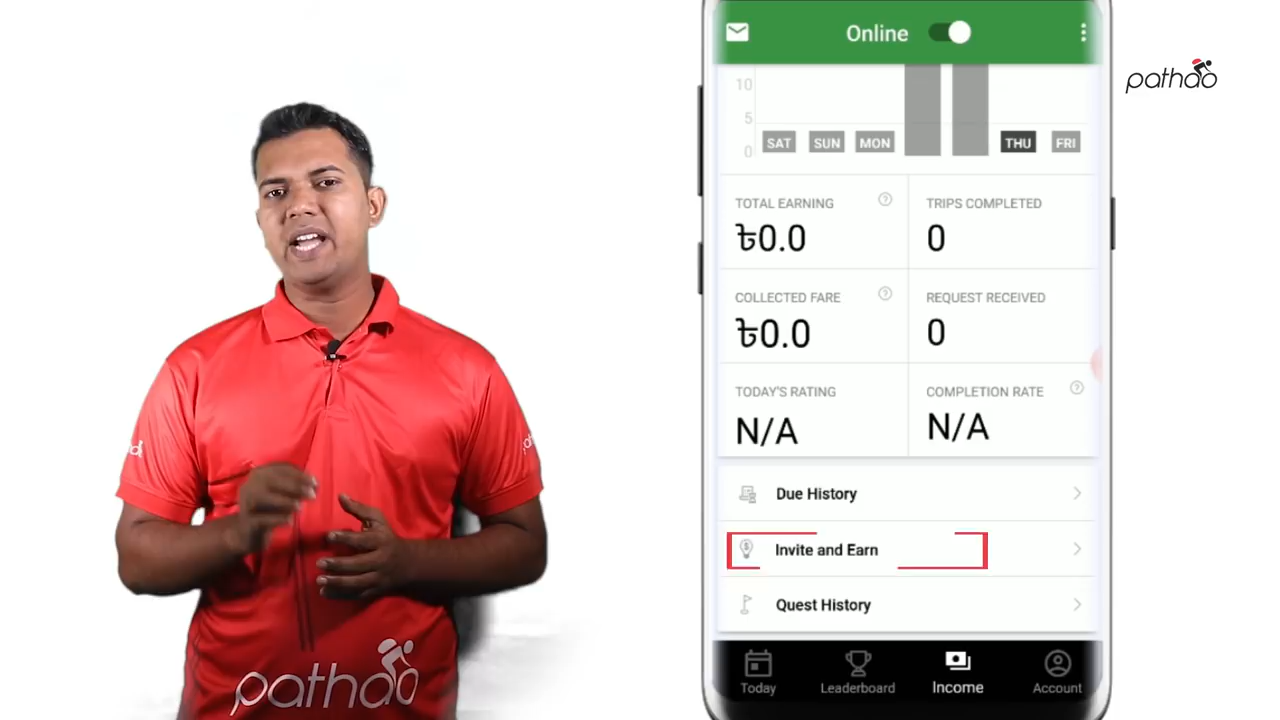 Online
pathao
10
5
0
SAT SUN MON THU FRI
TOTAL EARNING
TRIPS COMPLETED
৳0.0
0
COLLECTED FARE
REQUEST RECEIVED
৳0.0
0
TODAY'S RATING
COMPLETION RATE
N/A
N/A
Due History
Invite and Earn
Quest History
Today
Leaderboard
Income
Account
pathao